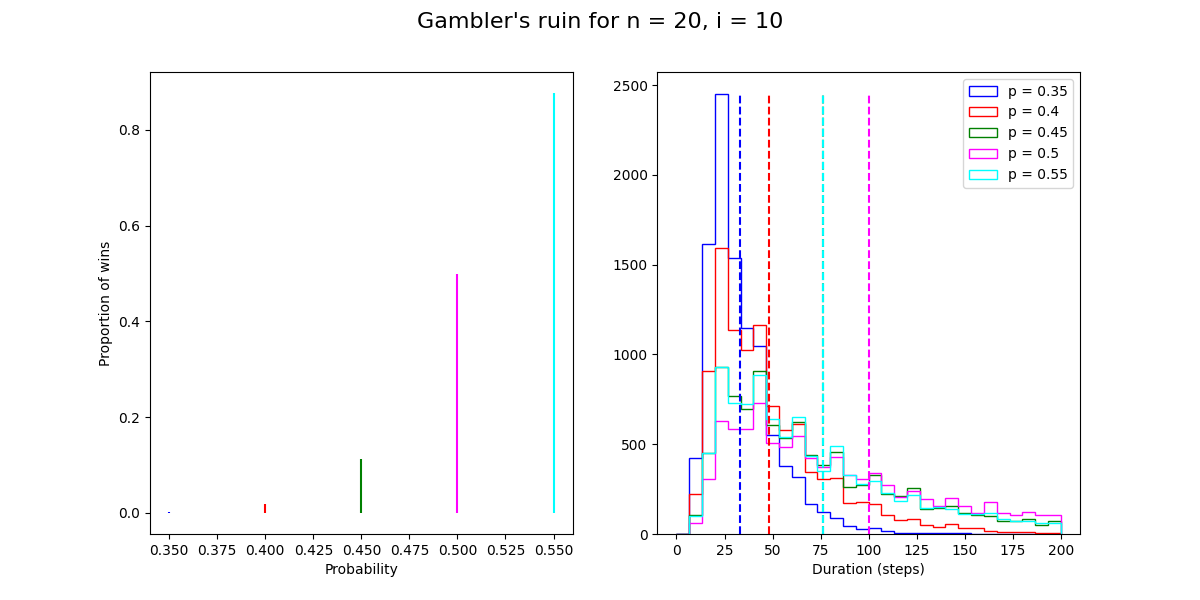 Gambler's ruin for n = 20, i = 10
Proportion of wins
0.8
0.6
0.4
0.2
0.0
0.350 0.375 0.400 0.425 0.450 0.475 0.500 0.525 0.550
Probability
2500
2000
1500
1000
500
0
0 25 50 75 100 125 150 175 200
Duration (steps)
p = 0.35
p = 0.4
p = 0.45
p = 0.5
p = 0.55